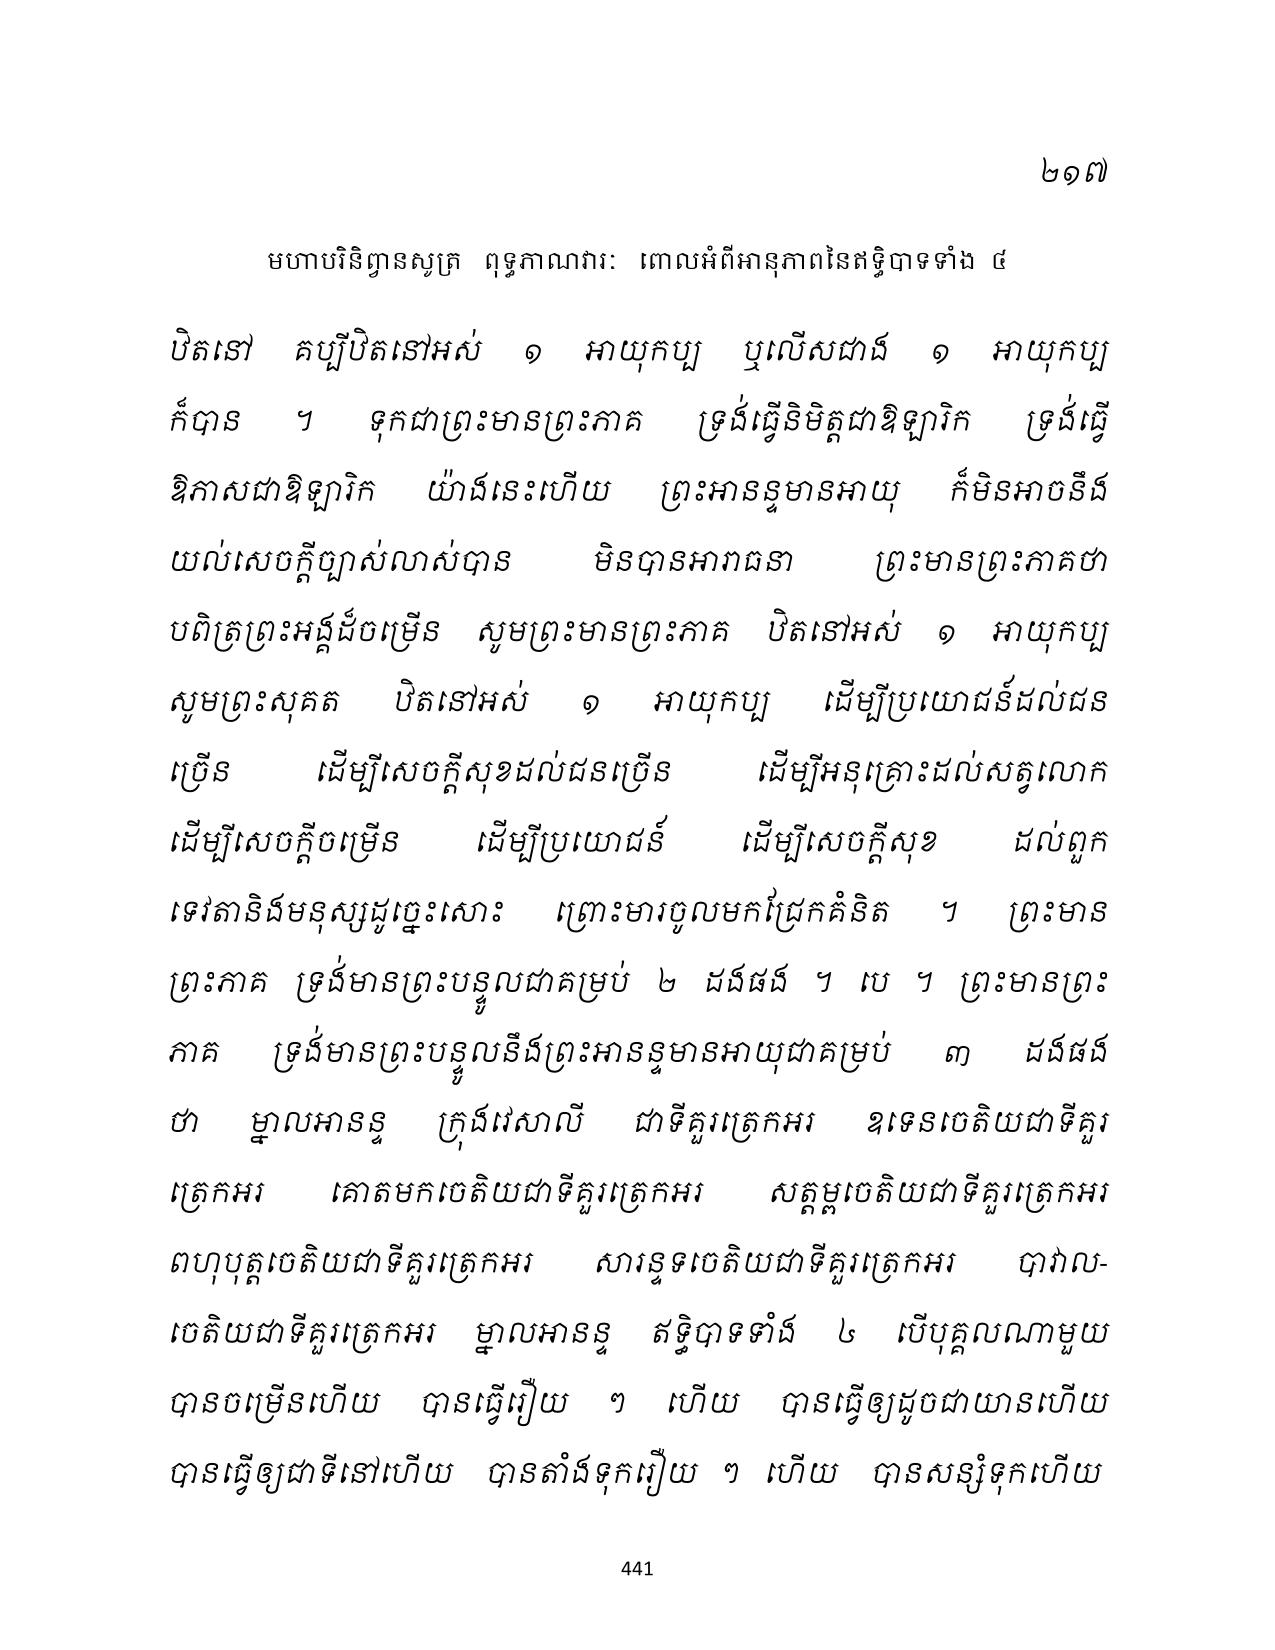 ២១៧
មហាបរិនិព្វានសូត្រ ពុទ្ធភាណវារៈ ពោលអំពីអានុភាពនៃឥទ្ធិបាទទាំង ៤
ឋិតនៅ គប្បីឋិតនៅអស់ ១ អាយុកប្ប ឬលើសជាង ១ អាយុកប្ប
ក៏បាន ។ ទុកជាព្រះមានព្រះភាគ ទ្រង់ធ្វើនិមិត្តជាឱឡារិក ទ្រង់ធ្វើ
ឱភាសជាឱឡារិក យ៉ាងនេះហើយ ព្រះអានន្ទមានអាយុ ក៏មិនអាចនឹង
យល់សេចក្តីច្បាស់លាស់បាន មិនបានអារាធនា ព្រះមានព្រះភាគថា
បពិត្រព្រះអង្គដ៏ចម្រើន សូមព្រះមានព្រះភាគ ឋិតនៅអស់ ១ អាយុកប្ប
សូមព្រះសុគត ឋិតនៅអស់ ១ អាយុកប្ប ដើម្បីប្រយោជន៍ដល់ជន
ច្រើន ដើម្បីសេចក្តីសុខដល់ជនច្រើន ដើម្បីអនុគ្រោះដល់សត្វលោក
ដើម្បីសេចក្តីចម្រើន ដើម្បីប្រយោជន៍ ដើម្បីសេចក្តីសុខ ដល់ពួក
ទេវតានិងមនុស្សដូច្នេះសោះ ព្រោះមារចូលមកជ្រែកគំនិត ។ ព្រះមាន
ព្រះភាគ ទ្រង់មានព្រះបន្ទូលជាគម្រប់ ២ ដងផង ។ បេ ។ ព្រះមានព្រះ
ភាគ ទ្រង់មានព្រះបន្ទូលនឹងព្រះអានន្ទមានអាយុជាគម្រប់ ៣ ដងផង
ថា ម្នាលអានន្ទ ក្រុងវេសាលី ជាទីគួរត្រេកអរ ឧទេនចេតិយជាទីគួរ
ត្រេកអរ គោតមកចេតិយជាទីគួរត្រេកអរ សត្តម្ពចេតិយជាទីគួរត្រេកអរ
ពហុបុត្តចេតិយជាទីគួរត្រេកអរ សារន្ទទចេតិយជាទីគួរត្រេកអរ បាវាល-
ចេតិយជាទីគួរត្រេកអរ ម្នាលអានន្ទ ឥទ្ធិបាទទាំង ៤ បើបុគ្គលណាមួយ
បានចម្រើនហើយ បានធ្វើរឿយ ៗ ហើយ បានធ្វើឲ្យដូចជាយានហើយ
បានធ្វើឲ្យជាទីនៅហើយ បានតាំងទុករឿយ ៗ ហើយ បានសន្សំទុកហើយ
441